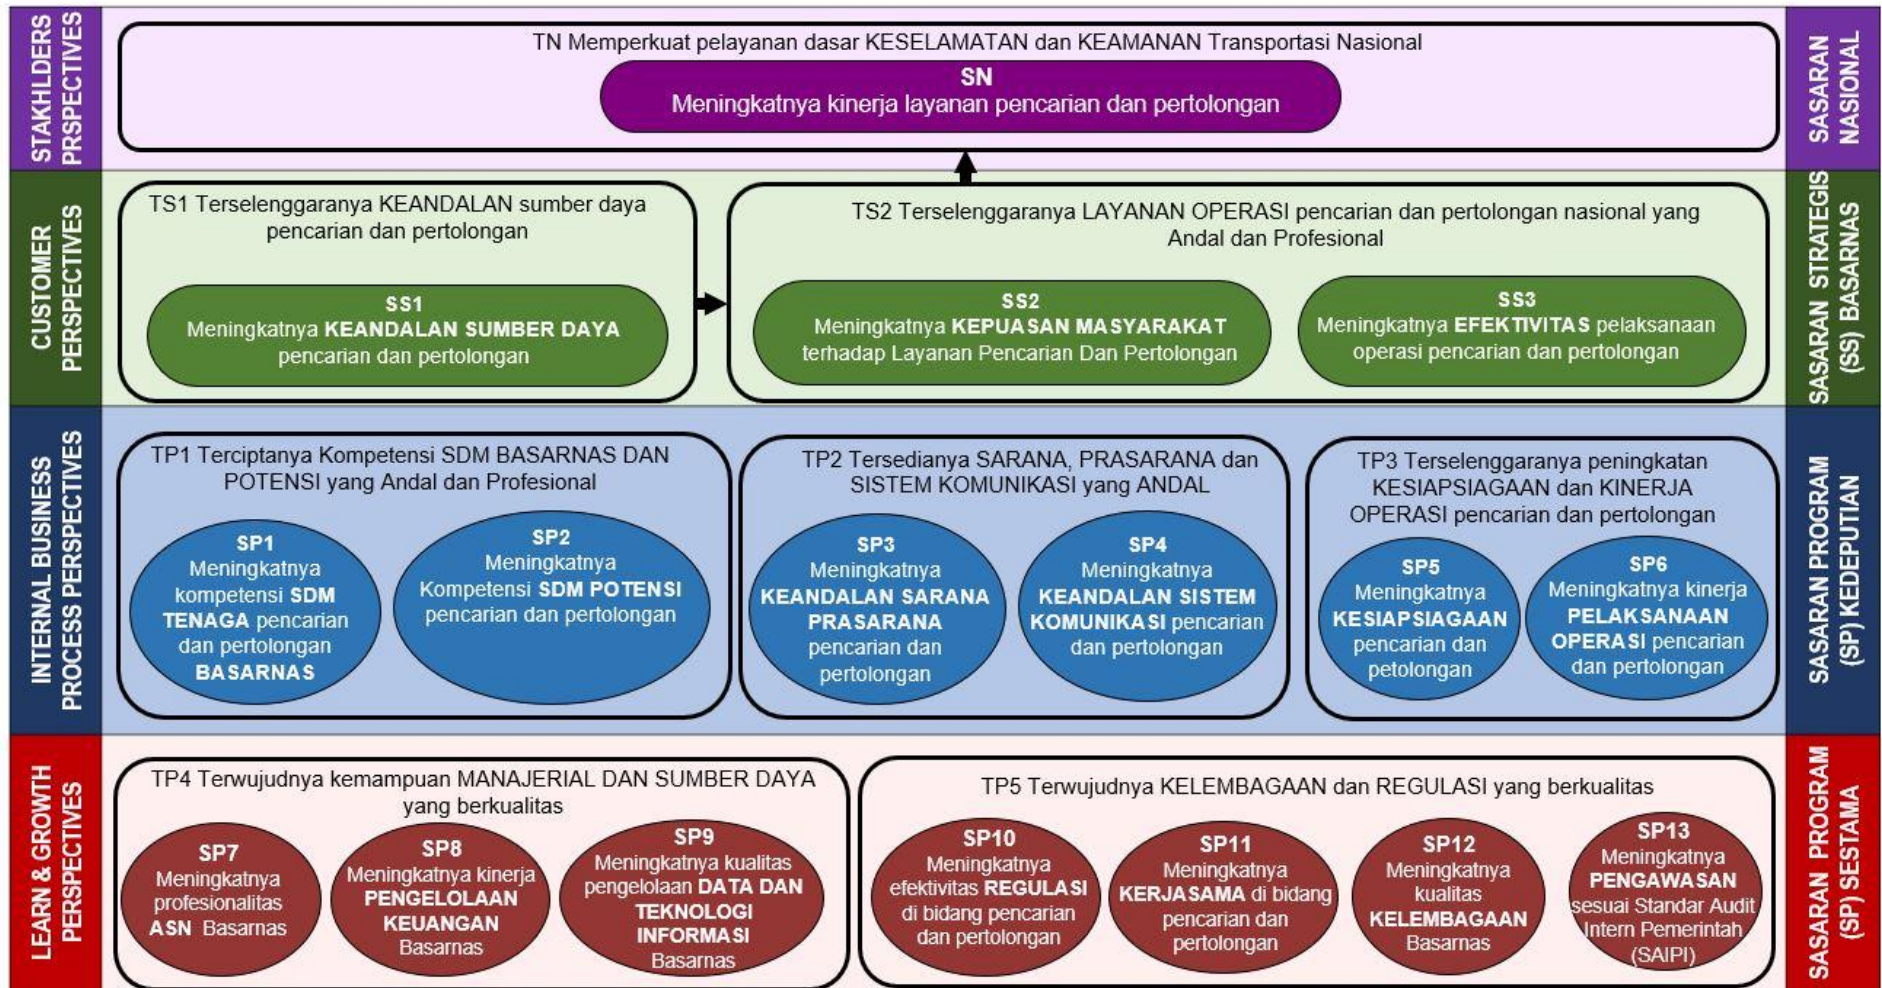 STAKHLDERS
PRSPECTIVES
TN Memperkuat pelayanan dasar KESELAMATAN dan KEAMANAN Transportasi Nasional
SN
Meningkatnya kinerja layanan pencarian dan pertolongan
SASARAN
NASIONAL
CUSTOMER
PERSPECTIVES
TS1 Terselenggaranya KEANDALAN sumber daya
pencarian dan pertolongan
SS1
Meningkatnya KEANDALAN SUMBER DAYA
pencarian dan pertolongan
TS2 Terselenggaranya LAYANAN OPERASI pencarian dan pertolongan nasional yang
Andal dan Profesional
SS2
Meningkatnya KEPUASAN MASYARAKAT
terhadap Layanan Pencarian Dan Pertolongan
SS3
Meningkatnya EFEKTIVITAS pelaksanaan
operasi pencarian dan pertolongan
SASARAN STRATEGIS
(SS) BASARNAS
INTERNAL BUSINESS
PROCESS PERSPECTIVES
TP1 Terciptanya Kompetensi SDM BASARNAS DAN
POTENSI yang Andal dan Profesional
SP1
Meningkatnya
kompetensi SDM
TENAGA pencarian
dan pertolongan
BASARNAS
SP2
Meningkatnya
Kompetensi SDM POTENSI
pencarian dan pertolongan
TP2 Tersedianya SARANA, PRASARANA dan
SISTEM KOMUNIKASI yang ANDAL
SP3
Meningkatnya
KEANDALAN SARANA
PRASARANA
pencarian dan
pertolongan
SP4
Meningkatnya
KEANDALAN SISTEM
KOMUNIKASI pencarian
dan pertolongan
TP3 Terselenggaranya peningkatan
KESIAPSIAGAAN dan KINERJA
OPERASI pencarian dan pertolongan
SP5
Meningkatnya
KESIAPSIAGAAN
pencarian dan
petolongan
SP6
Meningkatnya kinerja
PELAKSANAAN
OPERASI pencarian
dan pertolongan
SASARAN PROGRAM
(SP) KEDEPUTIAN
LEARN & GROWTH
PERSPECTIVES
TP4 Terwujudnya kemampuan MANAJERIAL DAN SUMBER DAYA
yang berkualitas
SP7
Meningkatnya
profesionalitas
ASN Basarnas
SP8
Meningkatnya kinerja
PENGELOLAAN
KEUANGAN
Basarnas
SP9
Meningkatnya kualitas
pengelolaan DATA DAN
TEKNOLOGI
INFORMASI
Basarnas
TP5 Terwujudnya KELEMBAGAAN dan REGULASI yang berkualitas
SP10
Meningkatnya
efektivitas REGULASI
di bidang pencarian
dan pertolongan
SP11
Meningkatnya
KERJASAMA di bidang
pencarian dan
pertolongan
SP12
Meningkatnya
kualitas
KELEMBAGAAN
Basarnas
SP13
Meningkatnya
PENGAWASAN
sesuai Standar Audit
Intern Pemerintah
(SAIPI)
SASARAN PROGRAM
(SP) SESTAMA